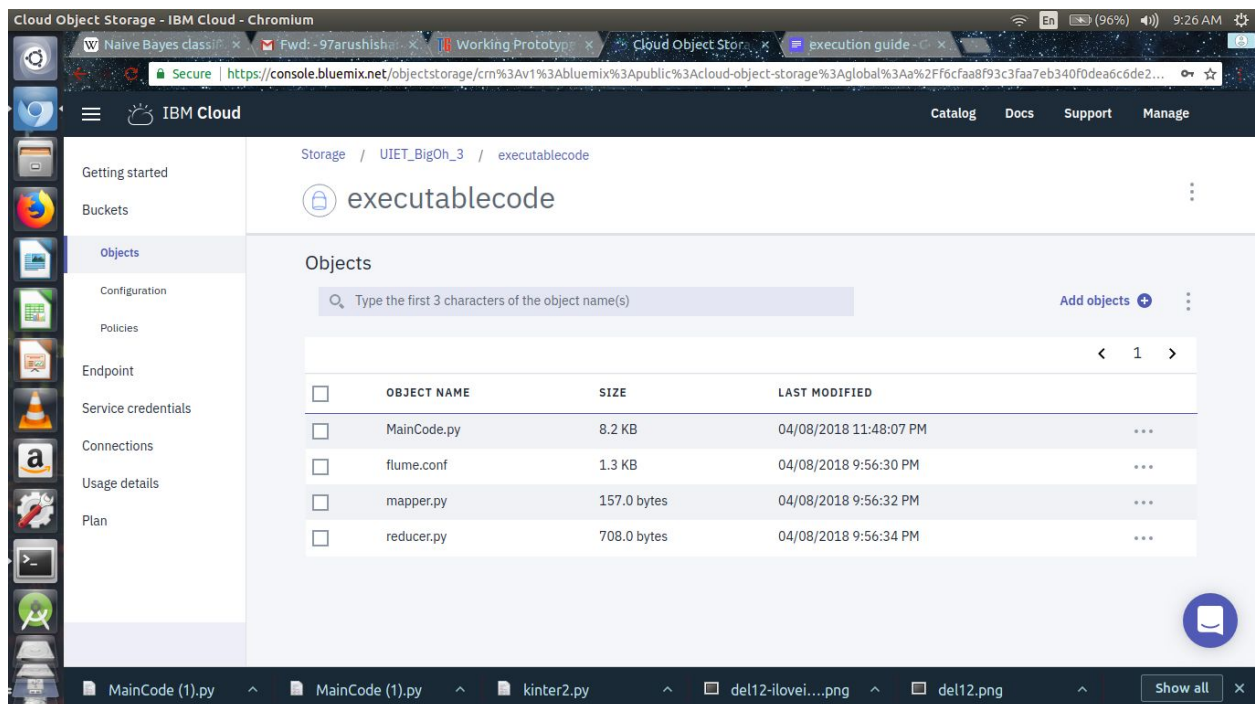 Cloud Object Storage - IBM Cloud - Chromium
En (96%) 9:26 AM
Naive Bayes classif
Fwd: - 97arushisha
Working Prototype
Cloud Object Stora
execution guide - G
Secure | https://console.bluemix.net/objectstorage/crn%3Av1%3Abluemix%3Apublic%3Acloud-object-storage%3Aglobal%3Aa%2Ff6cfaa8f93c3faa7eb340f0dea6c6de2...
IBM Cloud
Catalog Docs Support Manage
Getting started
Buckets
Objects
Configuration
Policies
Endpoint
Service credentials
Connections
Usage details
Plan
Storage / UIET_BigOh_3 / executablecode
executablecode
Objects
Type the first 3 characters of the object name(s)
Add objects
1
OBJECT NAME SIZE LAST MODIFIED
MainCode.py 8.2 KB 04/08/2018 11:48:07 PM
flume.conf 1.3 KB 04/08/2018 9:56:30 PM
mapper.py 157.0 bytes 04/08/2018 9:56:32 PM
reducer.py 708.0 bytes 04/08/2018 9:56:34 PM
MainCode (1).py
MainCode (1).py
kinter2.py
del12-ilovei....png
del12.png
Show all